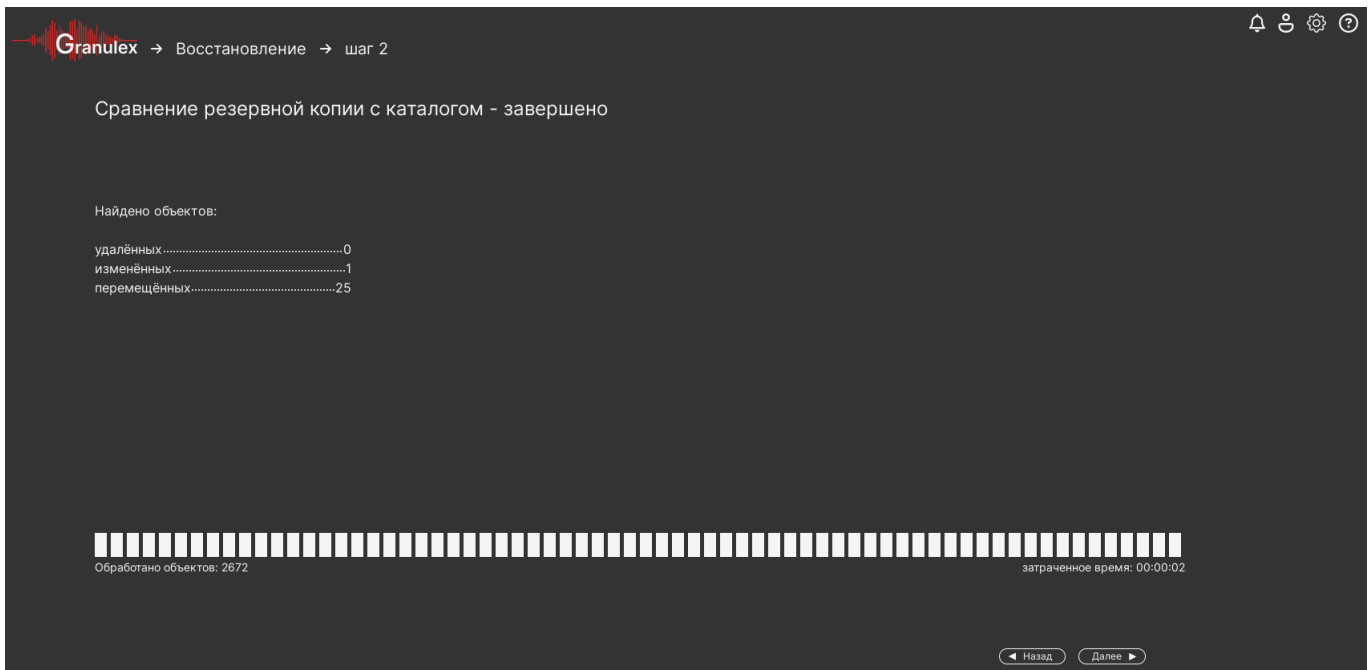 Granulex → Восстановление → шаг 2
Сравнение резервной копии с каталогом - завершено
Найдено объектов:
удалённых........................................................0
изменённых......................................................1
перемещённых.............................................25
Обработано объектов: 2672 затраченное время: 00:00:02
◀ Назад Далее ▶